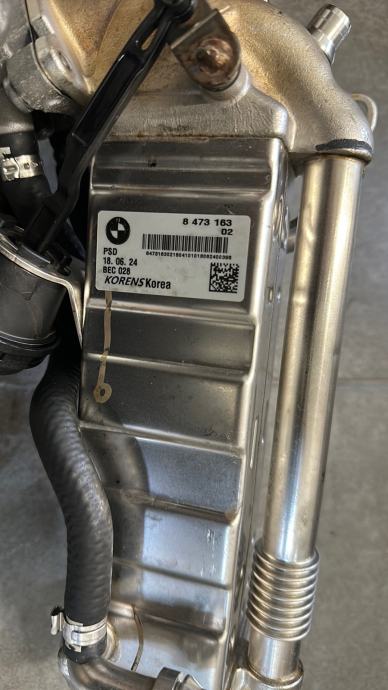 8 473 163
02
PSD
18. 06. 24
BEC 028
KORENS Korea